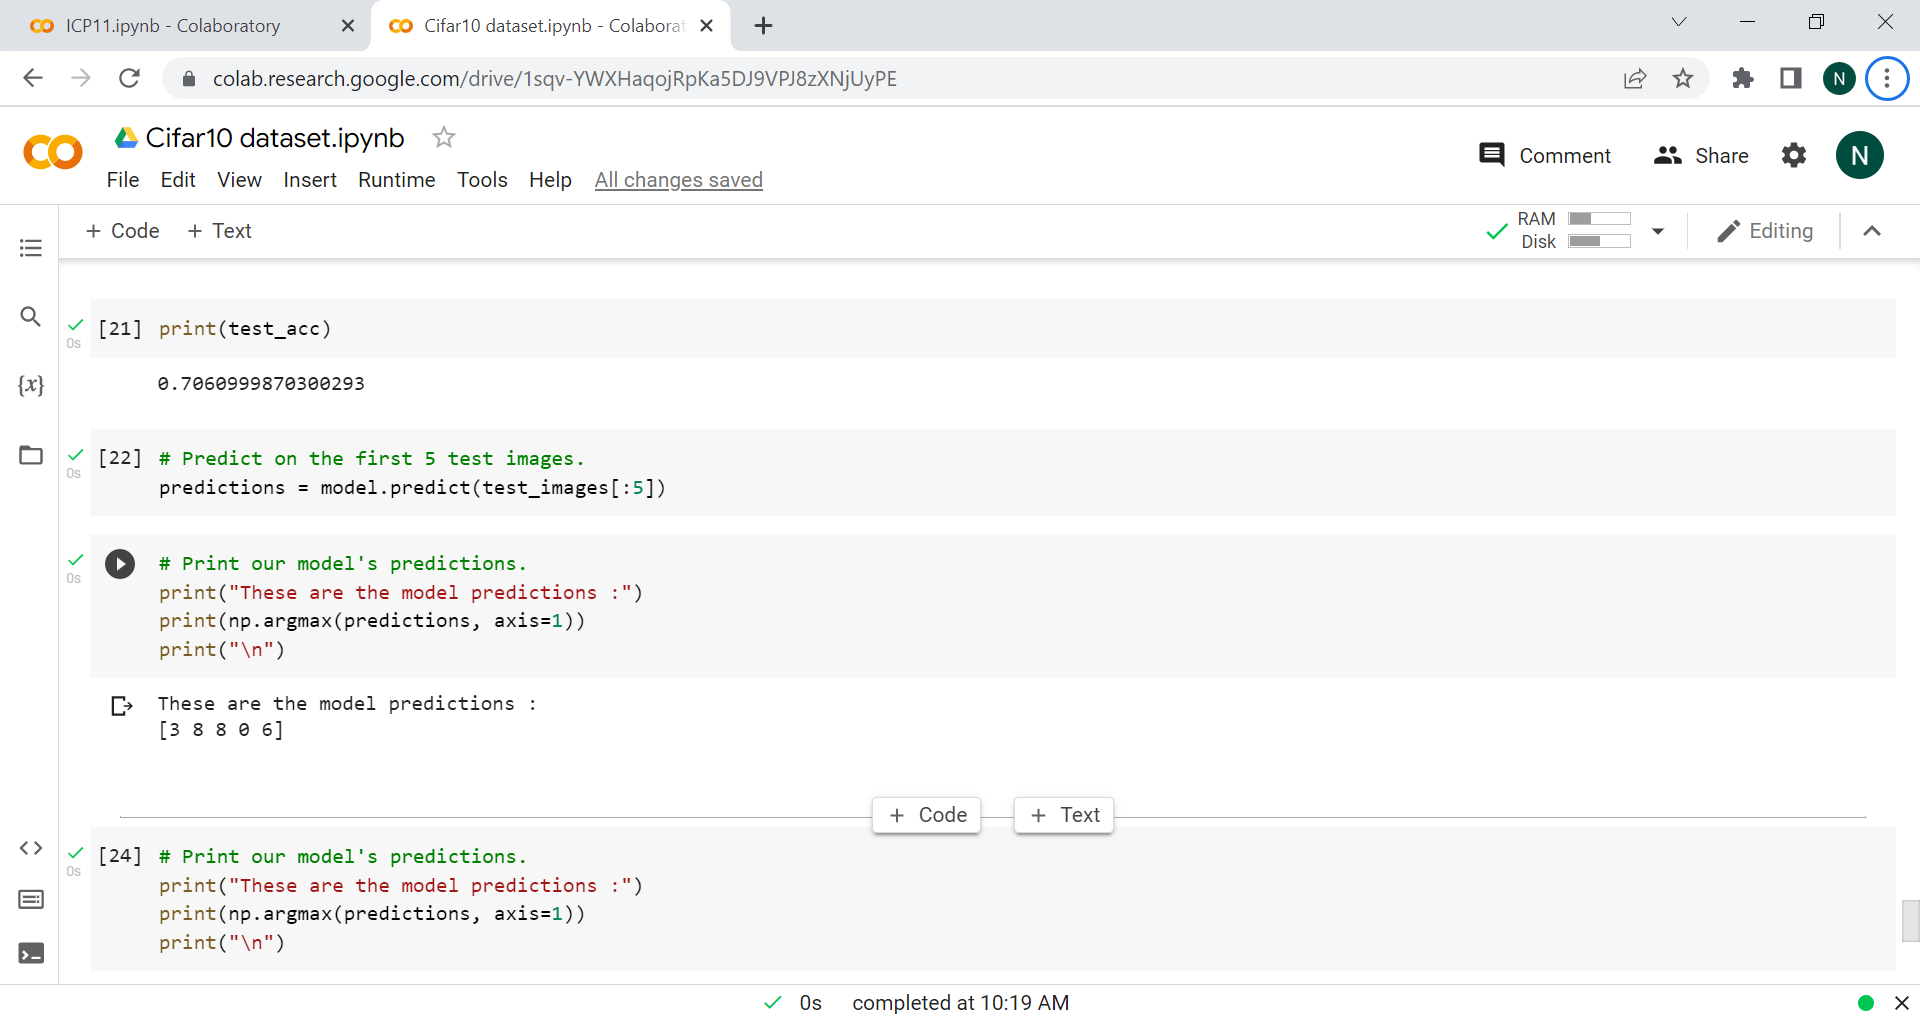 ICP11.ipynb - Colaboratory
Cifar10 dataset.ipynb - Colaborat
colab.research.google.com/drive/1sqv-YWXHaqojRpKa5DJ9VPJ8zXNjUyPE
N
Cifar10 dataset.ipynb
Comment
Share
N
File Edit View Insert Runtime Tools Help All changes saved
+ Code + Text
RAM
Disk
Editing
{x}
0s
[21] print(test_acc)
0.7060999870300293
0s
[22] # Predict on the first 5 test images.
predictions = model.predict(test_images[:5])
0s
# Print our model's predictions.
print("These are the model predictions :")
print(np.argmax(predictions, axis=1))
print("\n")
These are the model predictions :
[3 8 8 0 6]
+ Code + Text
0s
[24] # Print our model's predictions.
print("These are the model predictions :")
print(np.argmax(predictions, axis=1))
print("\n")
0s completed at 10:19 AM